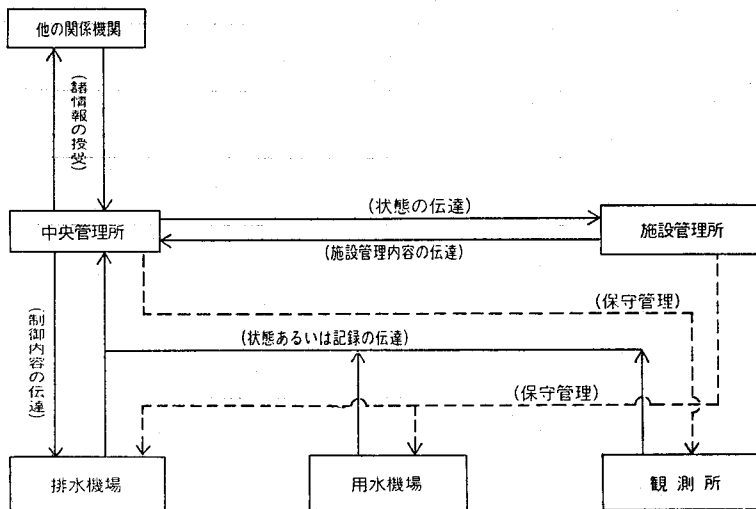 他の関係機関
(諸情報の授受)
中央管理所
(状態の伝達)
(施設管理内容の伝達)
施設管理所
(保守管理)
(制御内容の伝達)
(状態あるいは記録の伝達)
(保守管理)
排水機場
用水機場
観測所